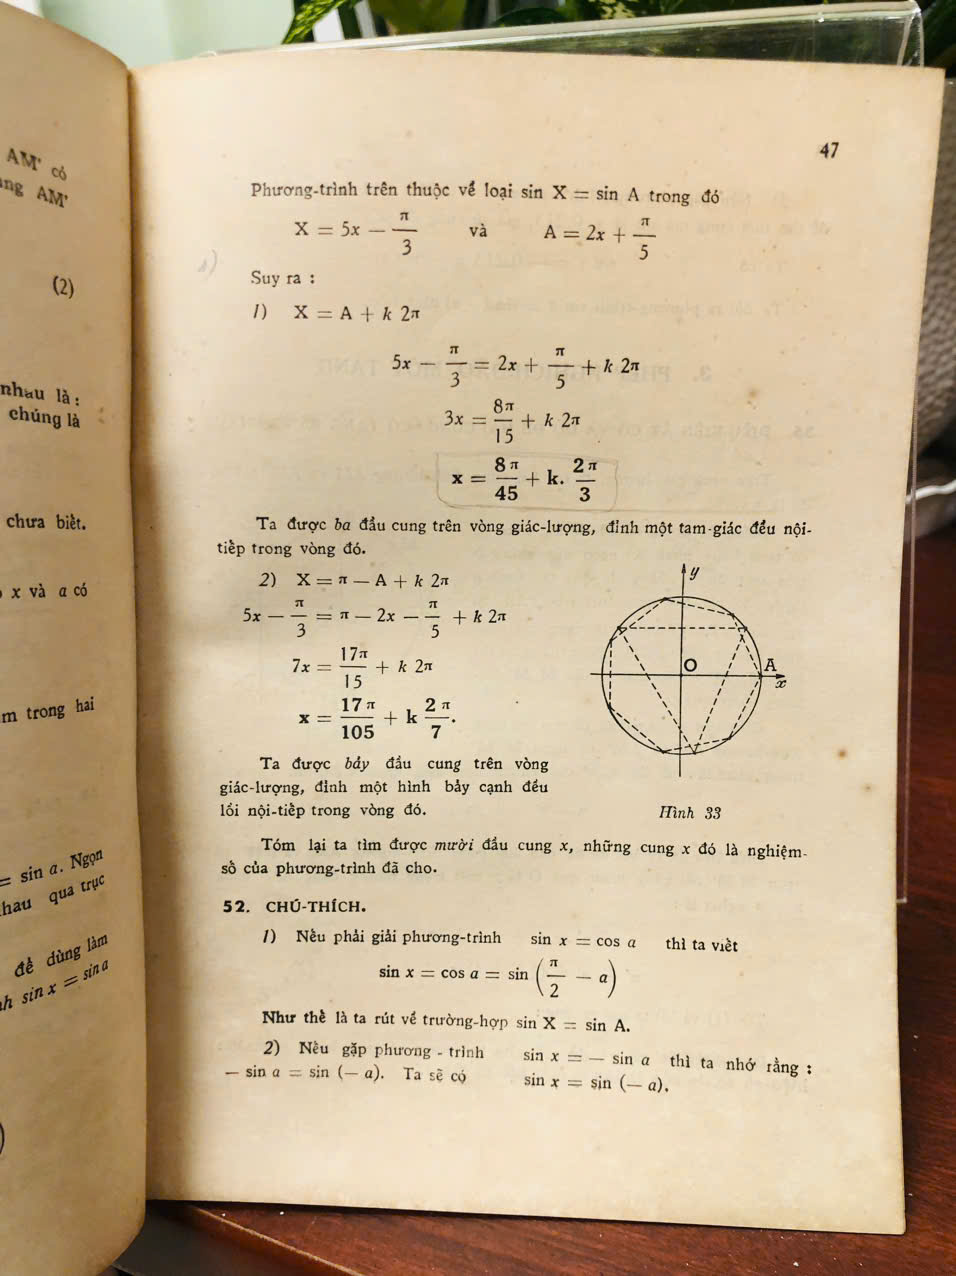 AM' có
ang AM'
(2)
nhau là :
chúng là
chưa biết.
x và a có
m trong hai
= sin a. Ngọn
hau qua trục
để dùng làm
nh sin x = sin a
47
Phương-trình trên thuộc về loại sin X = sin A trong đó
X = 5x − π/3 và A = 2x + π/5
Suy ra :
1) X = A + k 2π
5x − π/3 = 2x + π/5 + k 2π
3x = 8π/15 + k 2π
x = 8π/45 + k. 2π/3
Ta được ba đầu cung trên vòng giác-lượng, đỉnh một tam-giác đều nội-
tiếp trong vòng đó.
2) X = π − A + k 2π
5x − π/3 = π − 2x − π/5 + k 2π
7x = 17π/15 + k 2π
x = 17π/105 + k 2π/7.
Ta được bảy đầu cung trên vòng
giác-lượng, đỉnh một hình bảy cạnh đều
lồi nội-tiếp trong vòng đó.
y
O
A
x
Hình 33
Tóm lại ta tìm được mười đầu cung x, những cung x đó là nghiệm-
số của phương-trình đã cho.
52. CHÚ-THÍCH.
1) Nếu phải giải phương-trình sin x = cos a thì ta viết
sin x = cos a = sin (π/2 − a)
Như thế là ta rút về trường-hợp sin X = sin A.
2) Nếu gặp phương - trình sin x = − sin a thì ta nhớ rằng :
− sin a = sin (− a). Ta sẽ có sin x = sin (− a).